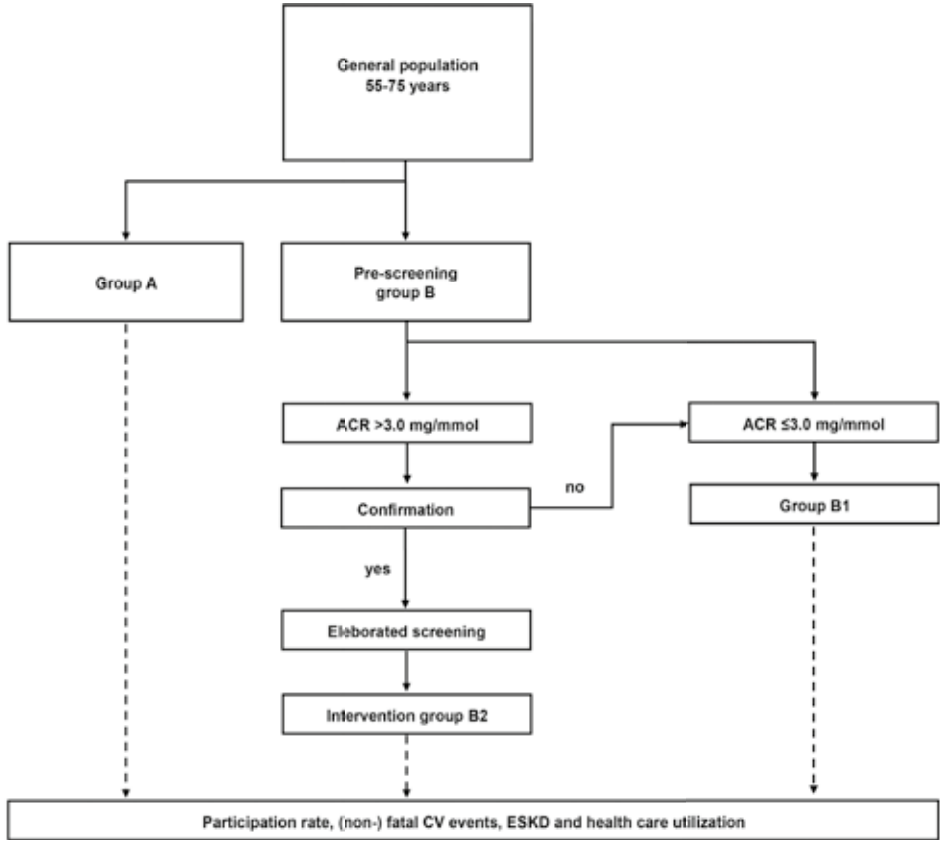 General population
55-75 years
Group A
Pre-screening
group B
ACR >3.0 mg/mmol
ACR ≤3.0 mg/mmol
Confirmation
no
Group B1
yes
Eleborated screening
Intervention group B2
Participation rate, (non-) fatal CV events, ESKD and health care utilization